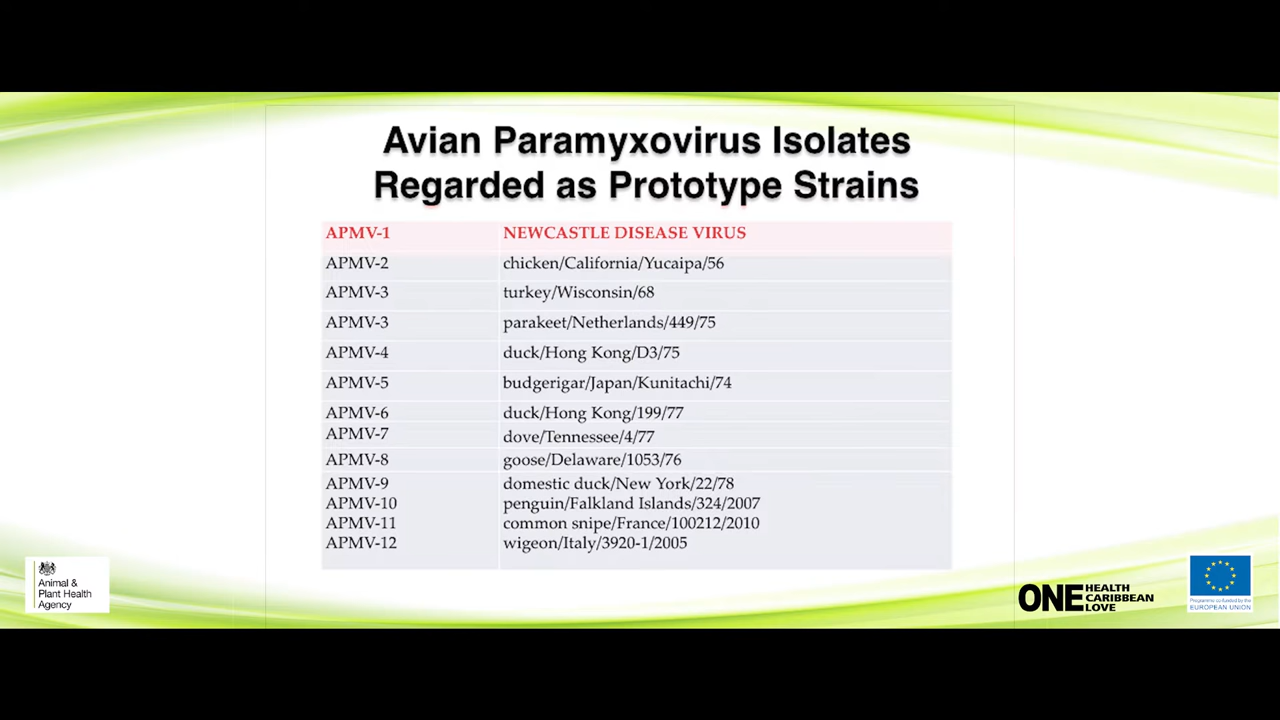 Avian Paramyxovirus Isolates
Regarded as Prototype Strains
APMV-1 NEWCASTLE DISEASE VIRUS
APMV-2 chicken/California/Yucaipa/56
APMV-3 turkey/Wisconsin/68
APMV-3 parakeet/Netherlands/449/75
APMV-4 duck/Hong Kong/D3/75
APMV-5 budgerigar/Japan/Kunitachi/74
APMV-6 duck/Hong Kong/199/77
APMV-7 dove/Tennessee/4/77
APMV-8 goose/Delaware/1053/76
APMV-9 domestic duck/New York/22/78
APMV-10 penguin/Falkland Islands/324/2007
APMV-11 common snipe/France/100212/2010
APMV-12 wigeon/Italy/3920-1/2005
Animal &
Plant Health
Agency
ONE HEALTH
CARIBBEAN
LOVE
Programme co-funded by the
EUROPEAN UNION